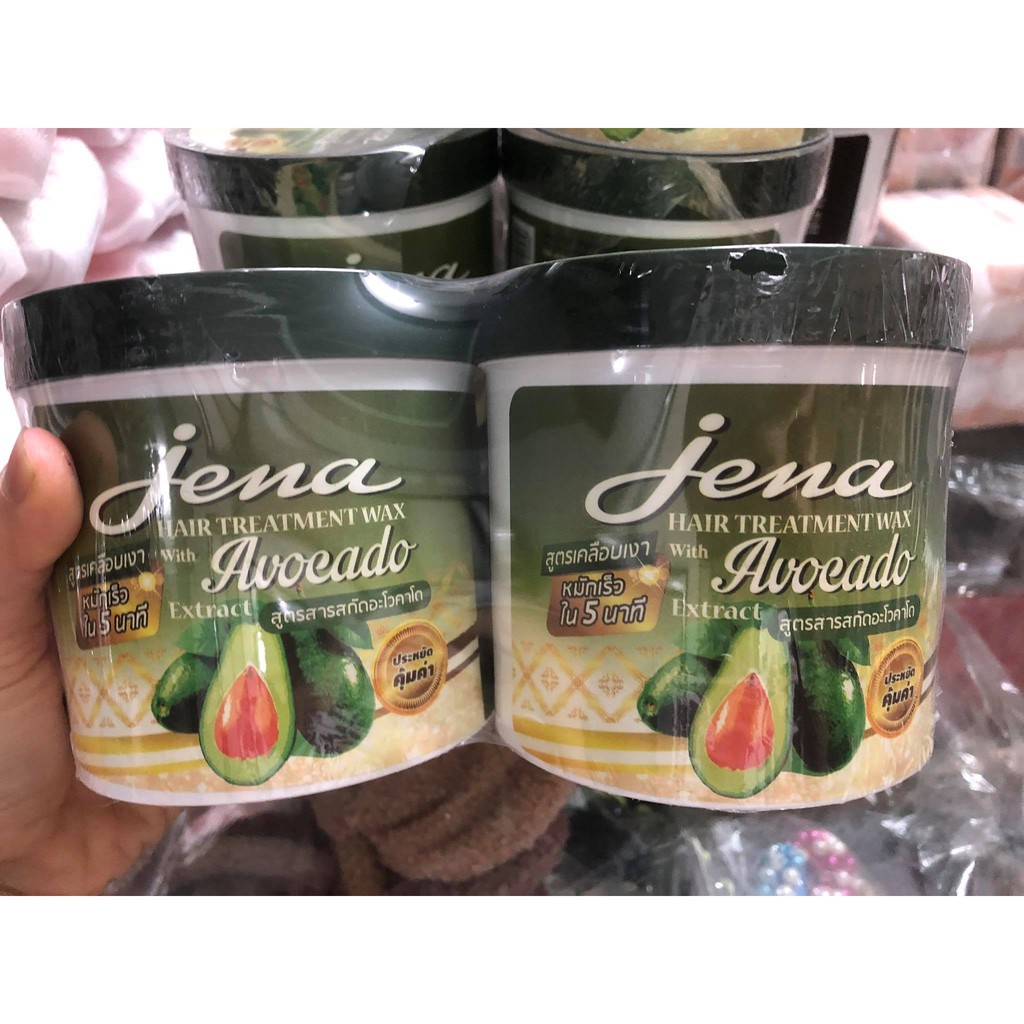 jena
jena
HAIR TREATMENT WAX
With Avocado
Extract
สูตรเคลือบเงา
หมักเร็ว
ใน 5 นาที
สูตรสารสกัดอะโวคาโด
ประหยัด
คุ้มค่า
jena
HAIR TREATMENT WAX
With Avocado
Extract
สูตรเคลือบเงา
หมักเร็ว
ใน 5 นาที
สูตรสารสกัดอะโวคาโด
ประหยัด
คุ้มค่า